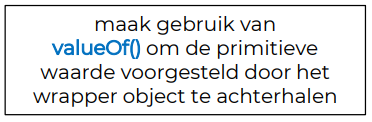 maak gebruik van
valueOf() om de primitieve
waarde voorgesteld door het
wrapper object te achterhalen